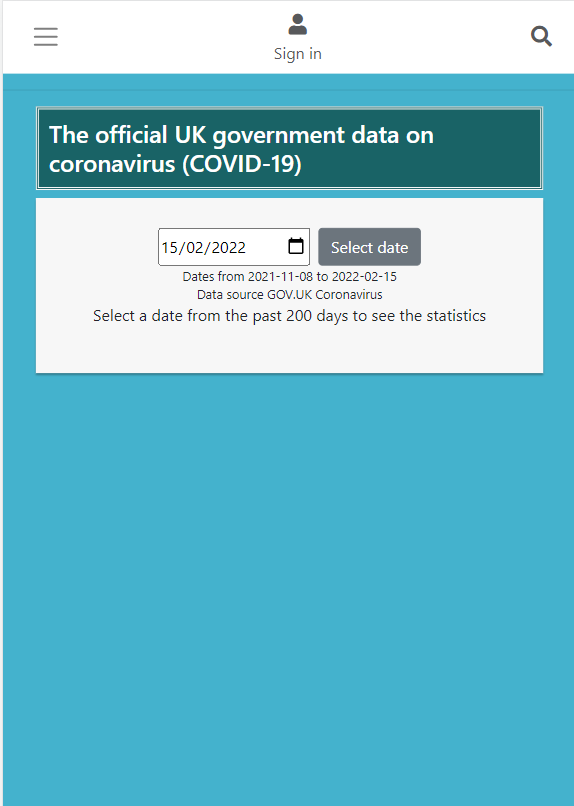 Sign in
The official UK government data on
coronavirus (COVID-19)
15/02/2022
Select date
Dates from 2021-11-08 to 2022-02-15
Data source GOV.UK Coronavirus
Select a date from the past 200 days to see the statistics